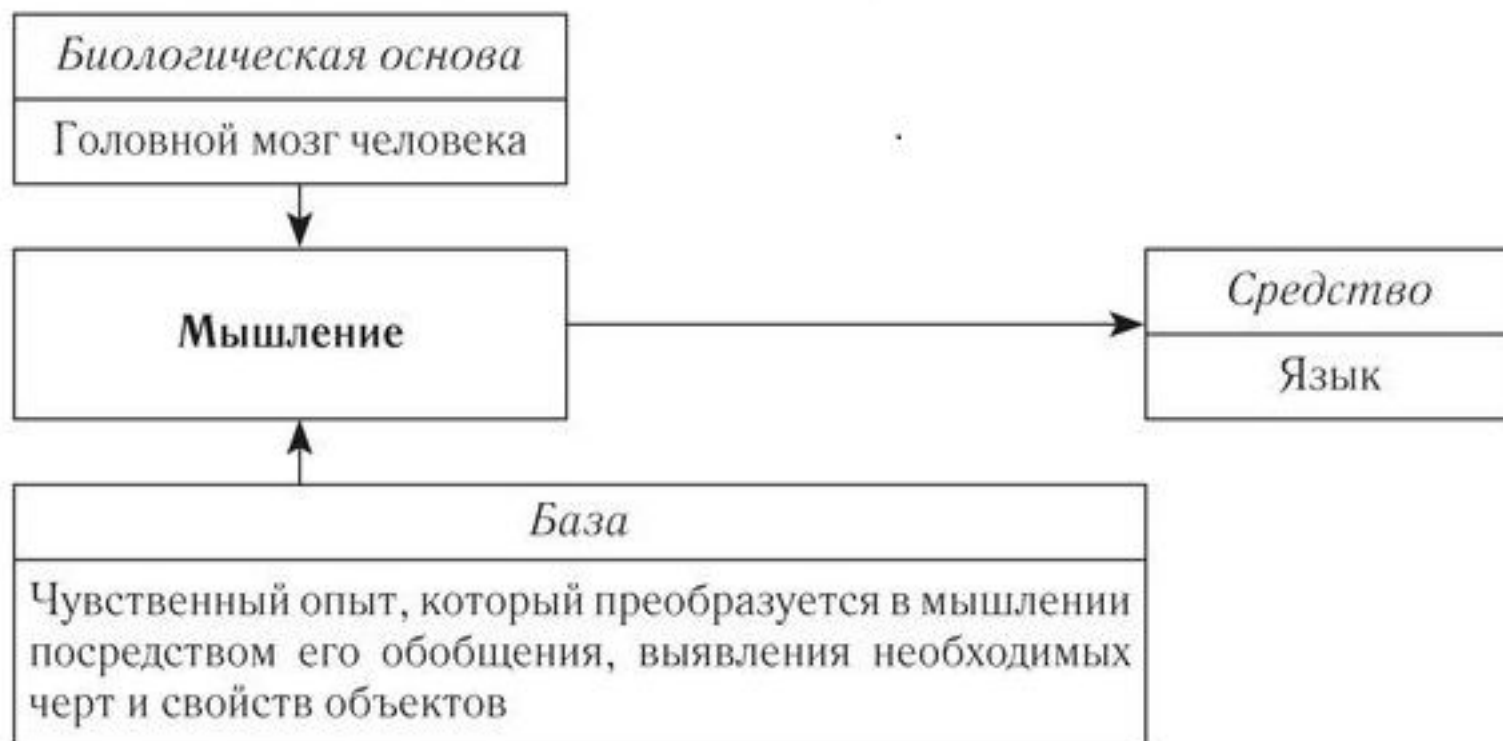 Биологическая основа
Головной мозг человека
Мышление
Средство
Язык
База
Чувственный опыт, который преобразуется в мышлении
посредством его обобщения, выявления необходимых
черт и свойств объектов